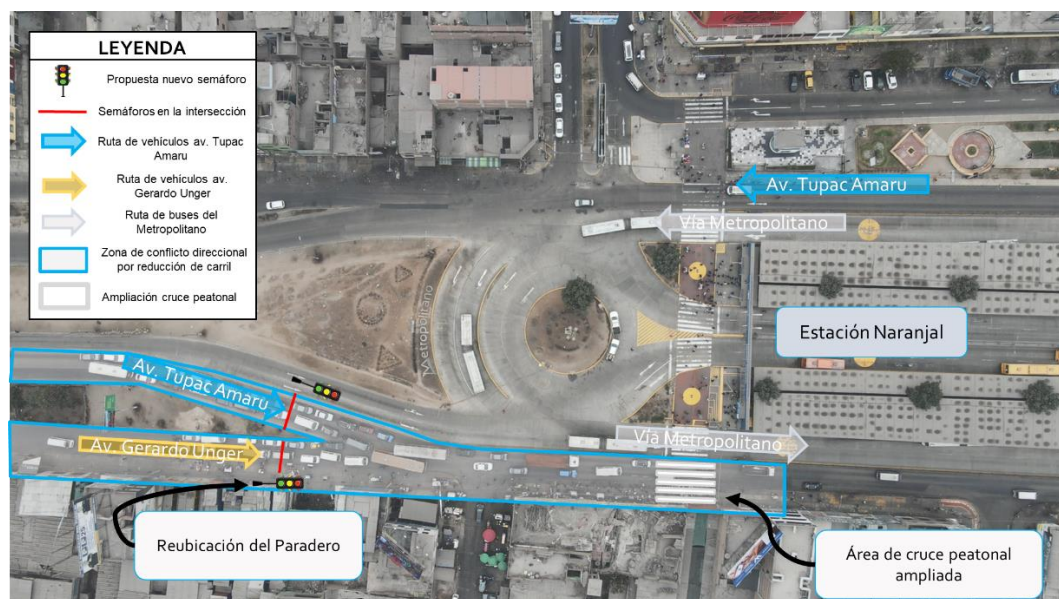 LEYENDA
Propuesta nuevo semáforo
Semáforos en la intersección
Ruta de vehículos av. Tupac
Amaru
Ruta de vehículos av.
Gerardo Unger
Ruta de buses del
Metropolitano
Zona de conflicto direccional
por reducción de carril
Ampliación cruce peatonal
Av. Tupac Amaru
Vía Metropolitano
Metropolitano
Estación Naranjal
Av. Tupac Amaru
Av. Gerardo Unger
Vía Metropolitano
Reubicación del Paradero
Área de cruce peatonal
ampliada